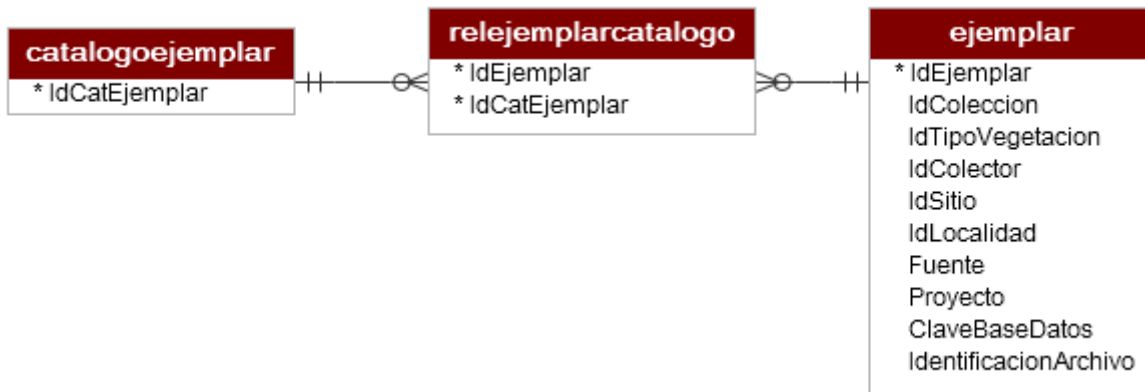 catalogoejemplar
* IdCatEjemplar
relejemplarcatalogo
* IdEjemplar
* IdCatEjemplar
ejemplar
* IdEjemplar
IdColeccion
IdTipoVegetacion
IdColector
IdSitio
IdLocalidad
Fuente
Proyecto
ClaveBaseDatos
IdentificacionArchivo